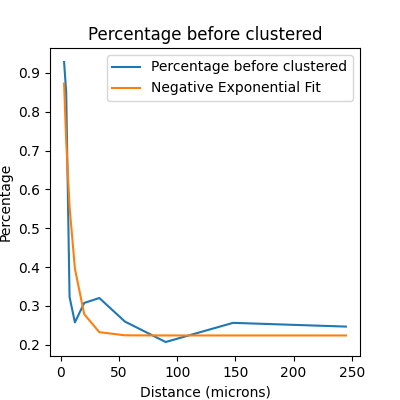 Percentage before clustered
Percentage before clustered
Negative Exponential Fit
Percentage
0.9
0.8
0.7
0.6
0.5
0.4
0.3
0.2
0 50 100 150 200 250
Distance (microns)